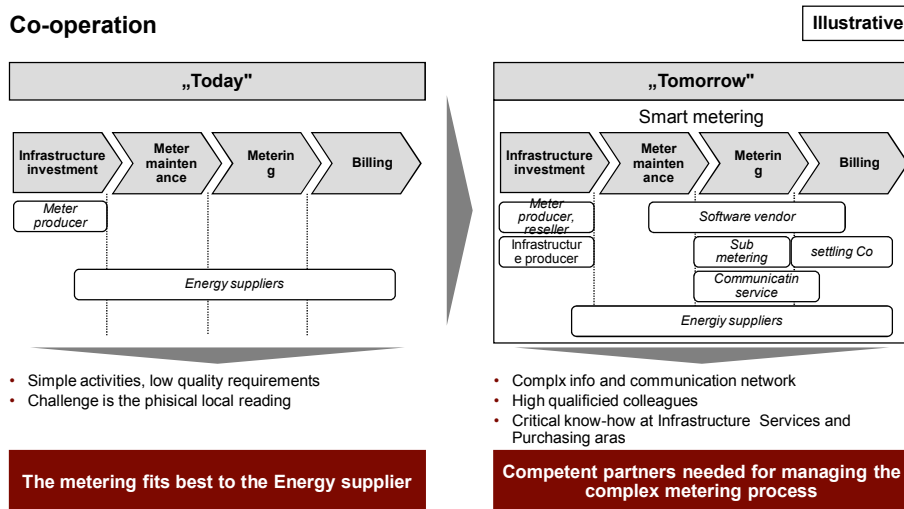 Co-operation
Illustrative
„Today"
Infrastructure
investment
Meter
mainten
ance
Meterin
g
Billing
Meter
producer
Energy suppliers
• Simple activities, low quality requirements
• Challenge is the phisical local reading
The metering fits best to the Energy supplier
„Tomorrow"
Smart metering
Infrastructure
investment
Meter
mainten
ance
Meterin
g
Billing
Meter
producer,
reseller
Software vendor
Infrastructur
e producer
Sub
metering
settling Co
Communicatin
service
Energiy suppliers
• Complx info and communication network
• High qualificied colleagues
• Critical know-how at Infrastructure Services and
Purchasing aras
Competent partners needed for managing the
complex metering process